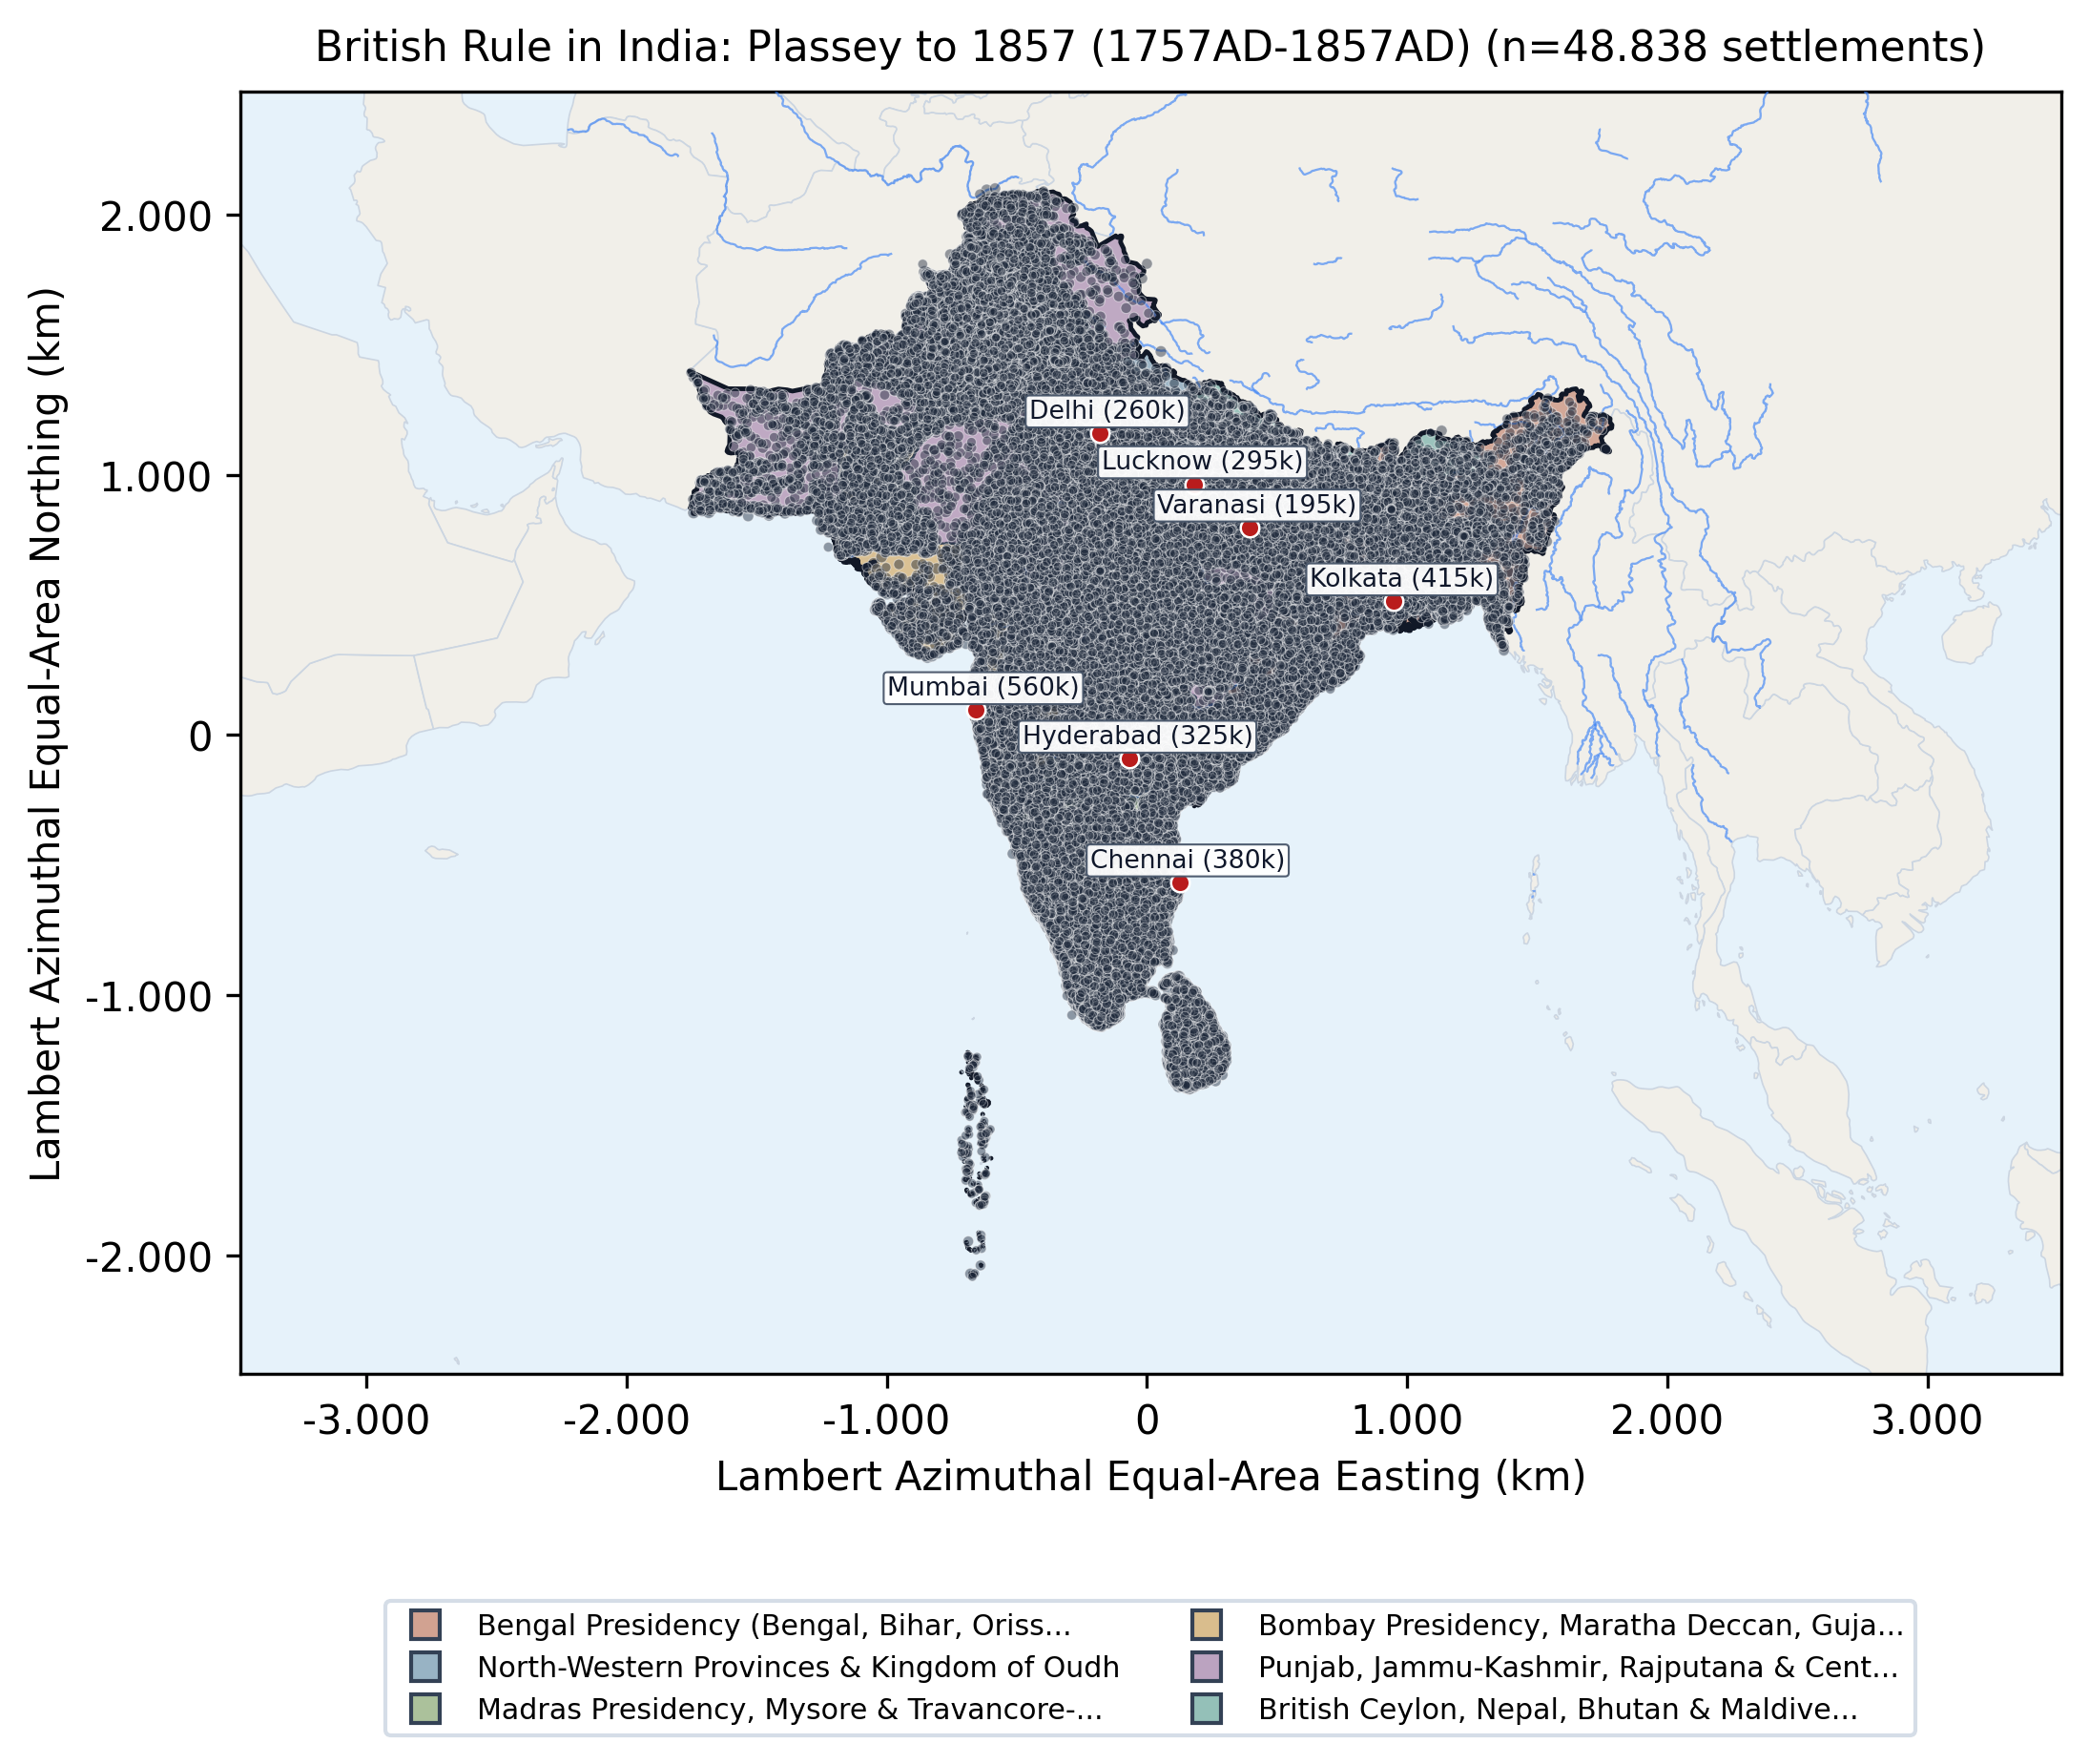 British Rule in India: Plassey to 1857 (1757AD-1857AD) (n=48.838 settlements)
Lambert Azimuthal Equal-Area Northing (km)
2.000
1.000
0
-1.000
-2.000
Delhi (260k)
Lucknow (295k)
Varanasi (195k)
Kolkata (415k)
Mumbai (560k)
Hyderabad (325k)
Chennai (380k)
-3.000 -2.000 -1.000 0 1.000 2.000 3.000
Lambert Azimuthal Equal-Area Easting (km)
Bengal Presidency (Bengal, Bihar, Oriss...
North-Western Provinces & Kingdom of Oudh
Madras Presidency, Mysore & Travancore-...
Bombay Presidency, Maratha Deccan, Guja...
Punjab, Jammu-Kashmir, Rajputana & Cent...
British Ceylon, Nepal, Bhutan & Maldive...